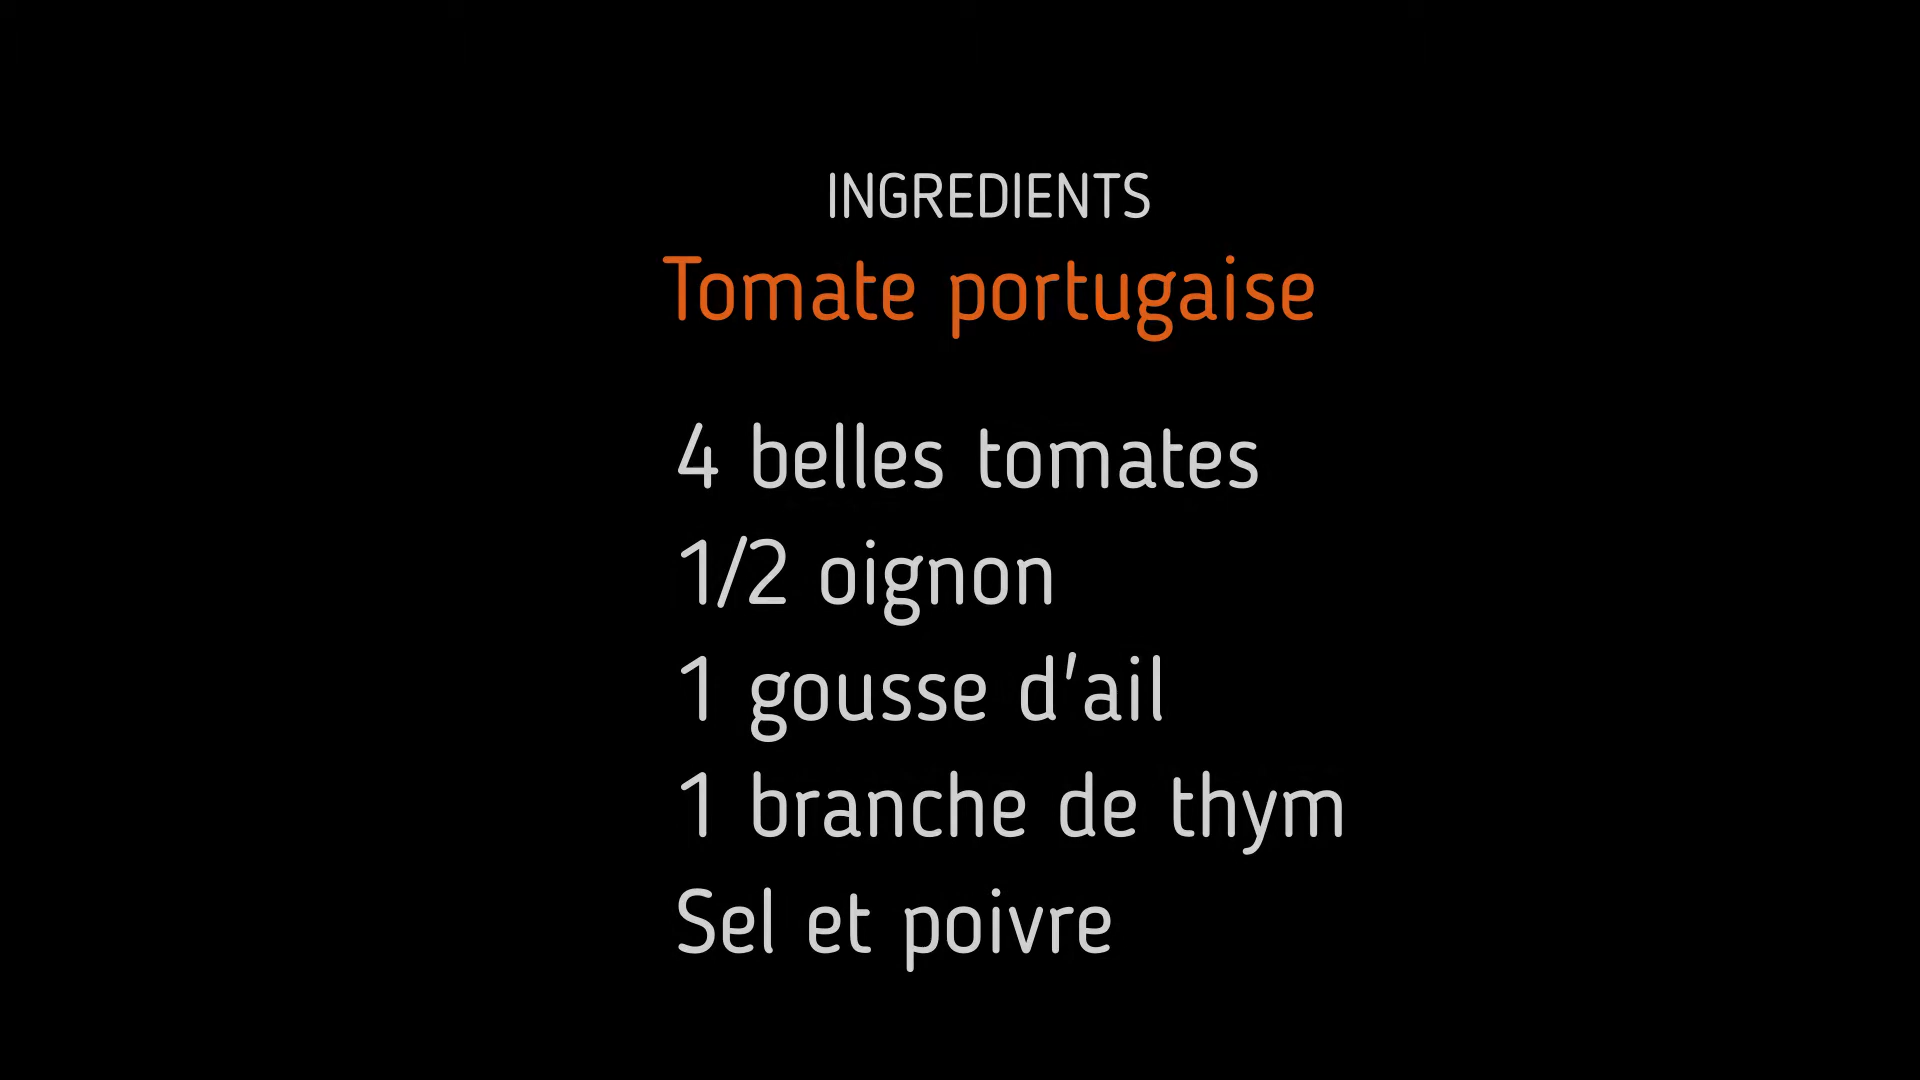 INGREDIENTS
Tomate portugaise
4 belles tomates
1/2 oignon
1 gousse d'ail
1 branche de thym
Sel et poivre